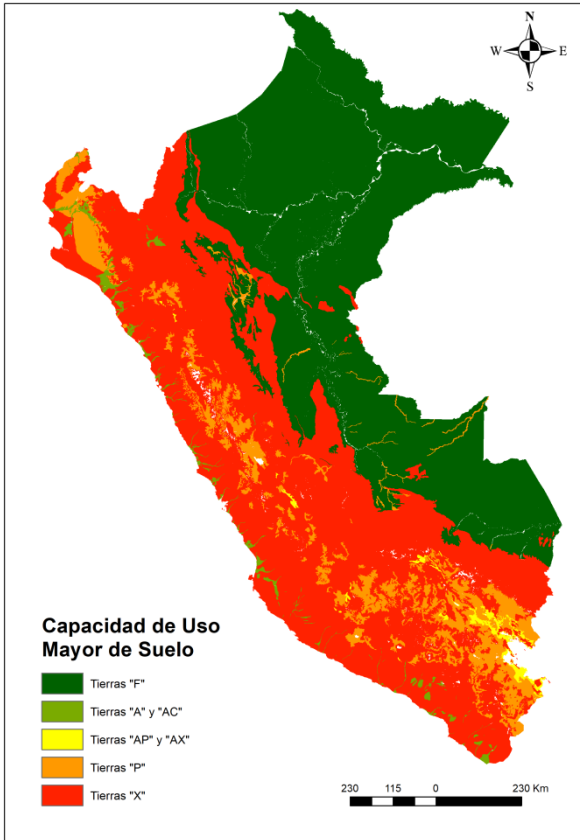 N
W E
S
Capacidad de Uso
Mayor de Suelo
Tierras "F"
Tierras "A" y "AC"
Tierras "AP" y "AX"
Tierras "P"
Tierras "X"
230 115 0 230 Km